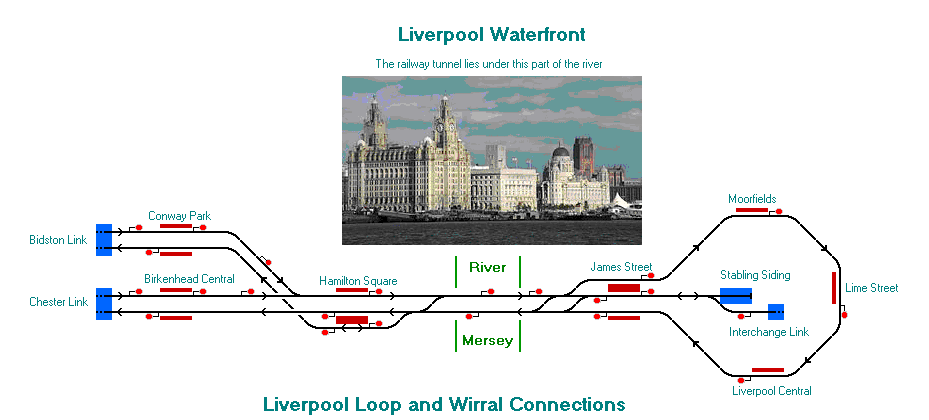 Liverpool Waterfront
The railway tunnel lies under this part of the river
Moorfields
Conway Park
Bidston Link
River
James Street
Birkenhead Central
Hamilton Square
Stabling Siding
Lime Street
Chester Link
Interchange Link
Mersey
Liverpool Central
Liverpool Loop and Wirral Connections